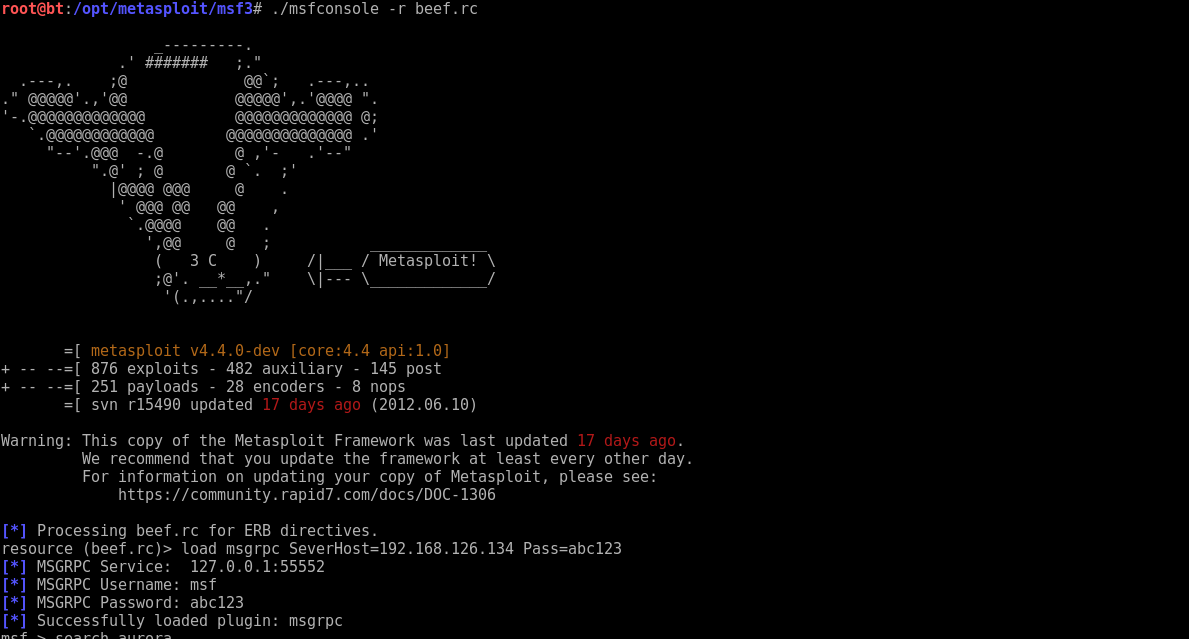 root@bt:/opt/metasploit/msf3# ./msfconsole -r beef.rc
                 _---------.
             .' #######   ;."
  .---,.    ;@             @@`;   .---,..
." @@@@@'.,'@@            @@@@@',.'@@@@ ".
'-.@@@@@@@@@@@@@          @@@@@@@@@@@@@ @;
   `.@@@@@@@@@@@@        @@@@@@@@@@@@@@ .'
     "--'.@@@  -.@        @ ,'-   .'--"
          ".@' ; @       @ `.  ;'
            |@@@@ @@@     @    .
             ' @@@ @@   @@    ,
              `.@@@@    @@   .
                ',@@     @   ;           _____________
                 (   3 C    )     /|___ / Metasploit! \
                 ;@'. __*__,."    \|--- \_____________/
                  '(.,...."/
       =[ metasploit v4.4.0-dev [core:4.4 api:1.0]
+ -- --=[ 876 exploits - 482 auxiliary - 145 post
+ -- --=[ 251 payloads - 28 encoders - 8 nops
       =[ svn r15490 updated 17 days ago (2012.06.10)
Warning: This copy of the Metasploit Framework was last updated 17 days ago.
         We recommend that you update the framework at least every other day.
         For information on updating your copy of Metasploit, please see:
             https://community.rapid7.com/docs/DOC-1306
[*] Processing beef.rc for ERB directives.
resource (beef.rc)> load msgrpc SeverHost=192.168.126.134 Pass=abc123
[*] MSGRPC Service:  127.0.0.1:55552
[*] MSGRPC Username: msf
[*] MSGRPC Password: abc123
[*] Successfully loaded plugin: msgrpc
msf > search aurora